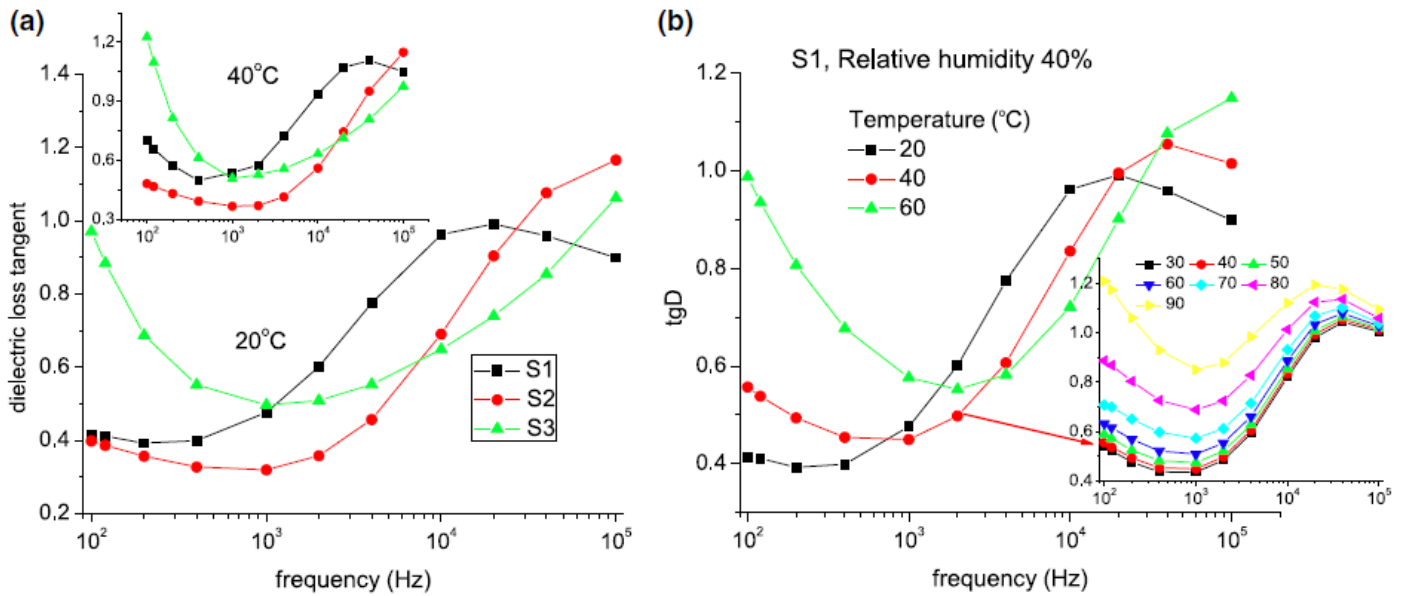 (a)
1.4
1.2
1.0
0.8
0.6
0.4
0.2
dielectric loss tangent
10² 10³ 10⁴ 10⁵
frequency (Hz)
20°C
S1
S2
S3
1.2
0.9
0.6
0.3
40°C
10² 10³ 10⁴ 10⁵
(b)
S1, Relative humidity 40%
Temperature (°C)
20
40
60
1.2
1.0
0.8
0.6
0.4
tgD
10² 10³ 10⁴ 10⁵
frequency (Hz)
30 40 50
60 70 80
90
1.2
1.0
0.8
0.6
0.4
10² 10³ 10⁴ 10⁵